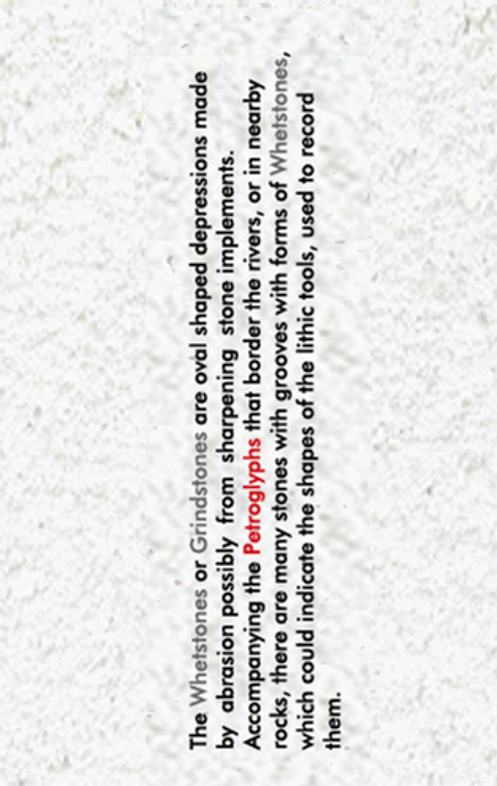 The Whetstones or Grindstones are oval shaped depressions made
by abrasion possibly from sharpening stone implements.
Accompanying the Petroglyphs that border the rivers, or in nearby
rocks, there are many stones with grooves with forms of Whetstones,
which could indicate the shapes of the lithic tools, used to record
them.